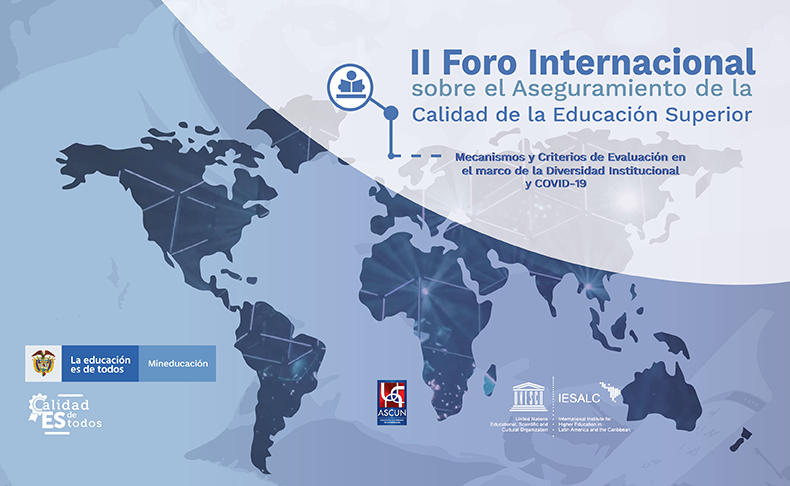 II Foro Internacional
sobre el Aseguramiento de la
Calidad de la Educación Superior
Mecanismos y Criterios de Evaluación en
el marco de la Diversidad Institucional
y COVID-19
La educación
es de todos
Mineducación
Calidad
de
ES
todos
ASCUN
UNESCO
United Nations
Educational, Scientific and
Cultural Organization
IESALC
International Institute for
Higher Education in
Latin America and the Caribbean